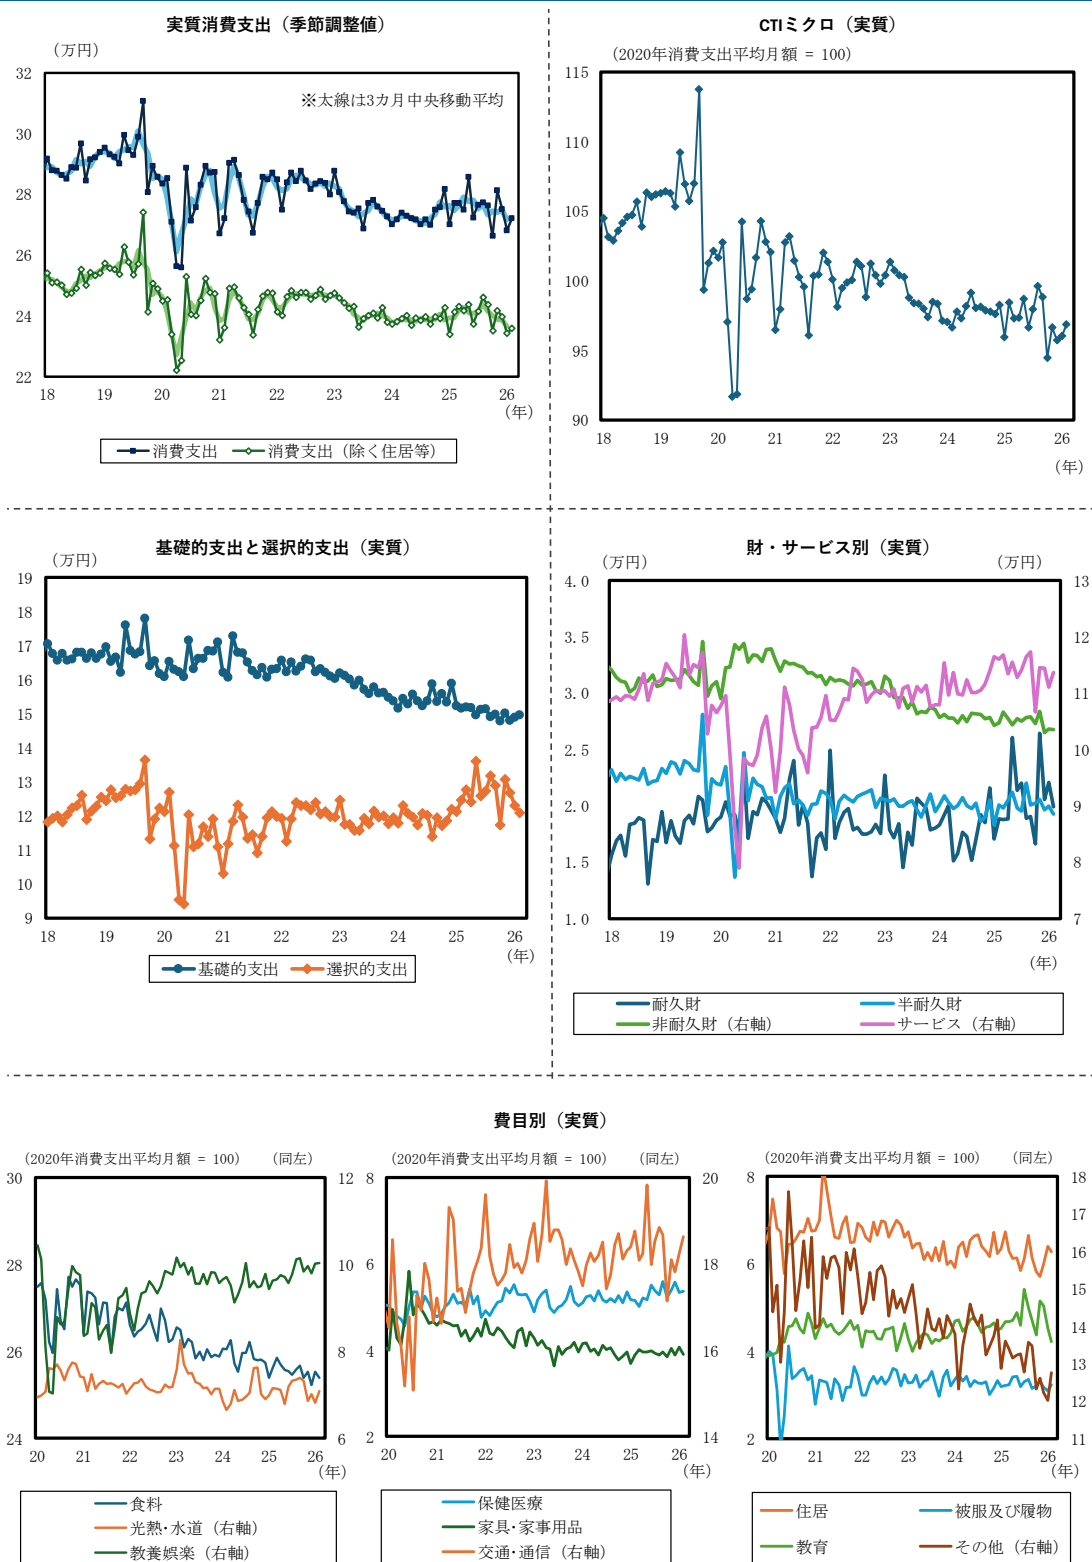 実質消費支出（季節調整値）
（万円）
※太線は3カ月中央移動平均
32
30
28
26
24
22
18 19 20 21 22 23 24 25 26
（年）
消費支出 消費支出（除く住居等）
CTIミクロ（実質）
（2020年消費支出平均月額 = 100）
115
110
105
100
95
90
18 19 20 21 22 23 24 25 26
（年）
基礎的支出と選択的支出（実質）
（万円）
19
18
17
16
15
14
13
12
11
10
9
18 19 20 21 22 23 24 25 26
（年）
基礎的支出 選択的支出
財・サービス別（実質）
（万円） （万円）
4.0 13
3.5 12
3.0 11
2.5 10
2.0 9
1.5 8
1.0 7
18 19 20 21 22 23 24 25 26
（年）
耐久財 半耐久財
非耐久財（右軸） サービス（右軸）
費目別（実質）
（2020年消費支出平均月額 = 100） （同左）
30 12
28 10
26 8
24 6
20 21 22 23 24 25 26
（年）
食料
光熱･水道（右軸）
教養娯楽（右軸）
（2020年消費支出平均月額 = 100） （同左）
8 20
6 18
4 16
2 14
20 21 22 23 24 25 26
（年）
保健医療
家具･家事用品
交通･通信（右軸）
（2020年消費支出平均月額 = 100） （同左）
8 18
17
16
6
15
14
4
13
12
2 11
20 21 22 23 24 25 26
（年）
住居 被服及び履物
教育 その他（右軸）